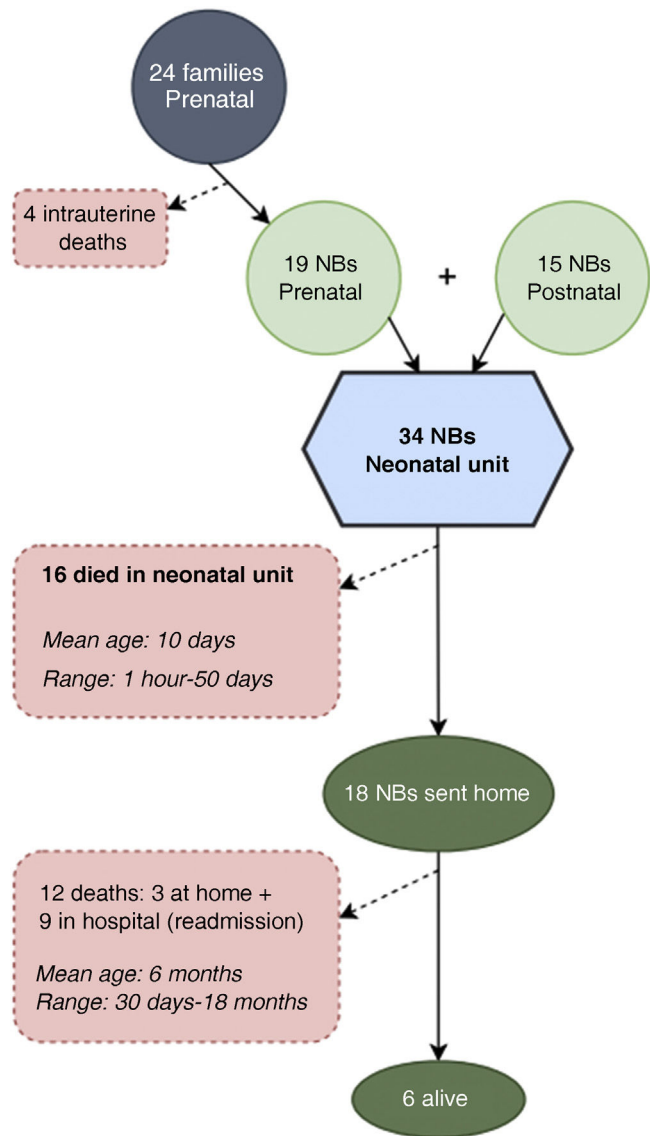 24 families
Prenatal
4 intrauterine
deaths
19 NBs
Prenatal
+
15 NBs
Postnatal
34 NBs
Neonatal unit
16 died in neonatal unit
Mean age: 10 days
Range: 1 hour-50 days
18 NBs sent home
12 deaths: 3 at home +
9 in hospital (readmission)
Mean age: 6 months
Range: 30 days-18 months
6 alive